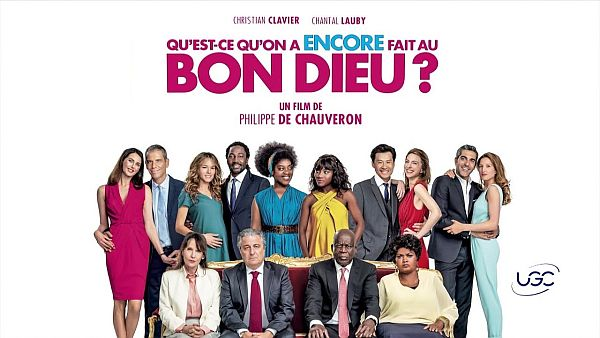 CHRISTIAN CLAVIER CHANTAL LAUBY
QU'EST-CE QU'ON A ENCORE FAIT AU
BON DIEU ?
UN FILM DE
PHILIPPE DE CHAUVERON
UGC